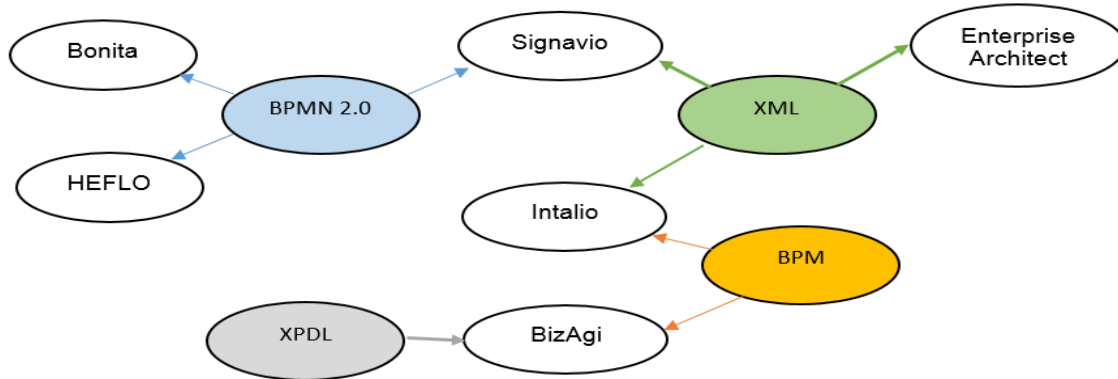 Bonita
Signavio
Enterprise
Architect
BPMN 2.0
XML
HEFLO
Intalio
BPM
XPDL
BizAgi